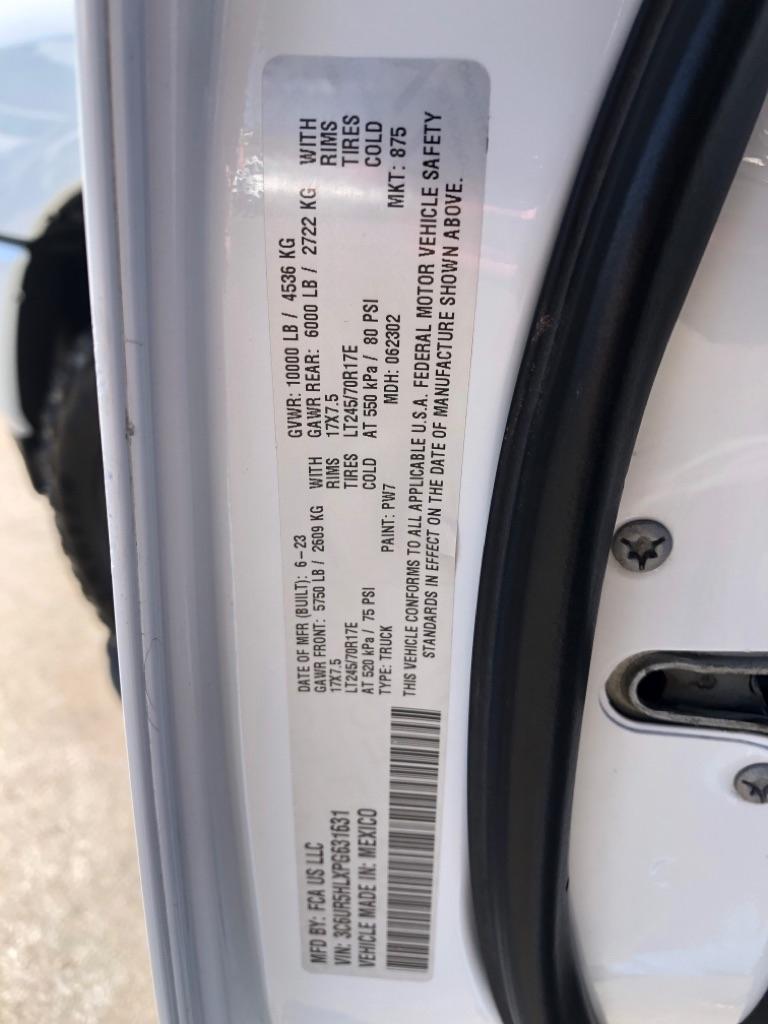 MFD BY: FCA US LLC
VIN: 3C6UR5HLXPG631631
VEHICLE MADE IN: MEXICO
DATE OF MFR (BUILT): 6-23 GVWR: 10000 LB / 4536 KG
GAWR FRONT: 5750 LB / 2609 KG WITH GAWR REAR: 6000 LB / 2722 KG WITH
17X7.5 RIMS 17X7.5 RIMS
LT245/70R17E TIRES LT245/70R17E TIRES
AT 520 kPa / 75 PSI COLD AT 550 kPa / 80 PSI COLD
TYPE: TRUCK PAINT: PW7 MDH: 062302 MKT: 875
THIS VEHICLE CONFORMS TO ALL APPLICABLE U.S.A. FEDERAL MOTOR VEHICLE SAFETY
STANDARDS IN EFFECT ON THE DATE OF MANUFACTURE SHOWN ABOVE.